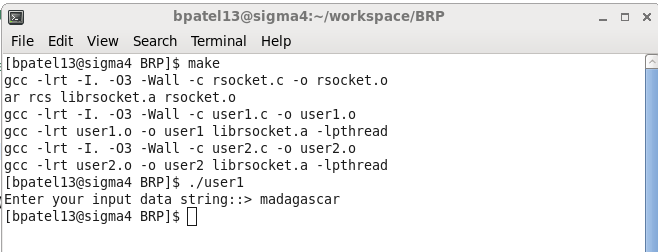 bpatel13@sigma4:~/workspace/BRP
File Edit View Search Terminal Help
[bpatel13@sigma4 BRP]$ make
gcc -lrt -I. -O3 -Wall -c rsocket.c -o rsocket.o
ar rcs librsocket.a rsocket.o
gcc -lrt -I. -O3 -Wall -c user1.c -o user1.o
gcc -lrt user1.o -o user1 librsocket.a -lpthread
gcc -lrt -I. -O3 -Wall -c user2.c -o user2.o
gcc -lrt user2.o -o user2 librsocket.a -lpthread
[bpatel13@sigma4 BRP]$ ./user1
Enter your input data string::> madagascar
[bpatel13@sigma4 BRP]$